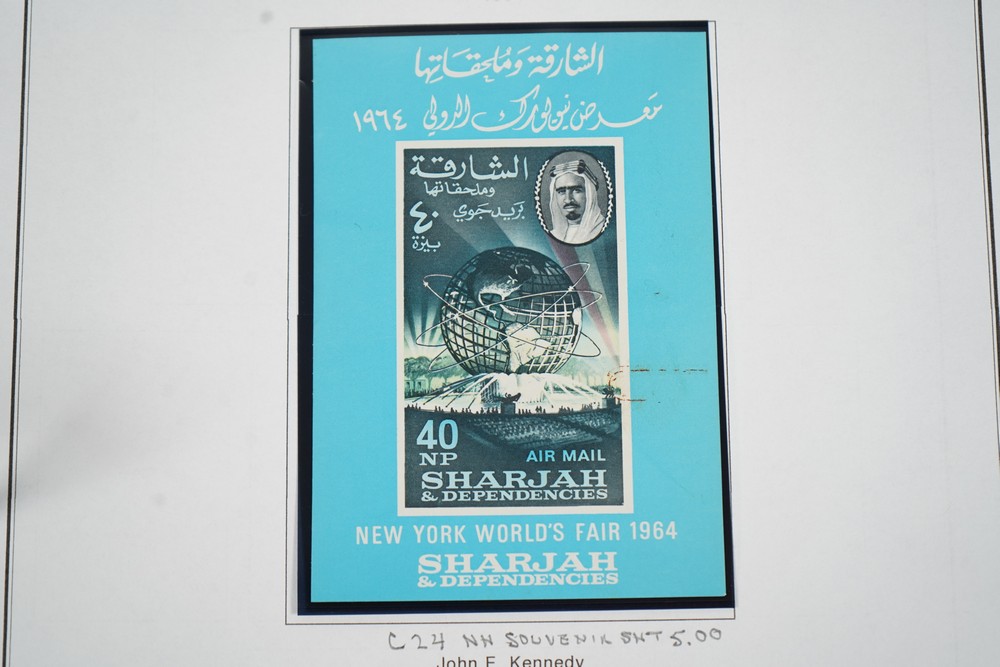 الشارقة وملحقاتها
معرض نيويورك الدولي ١٩٦٤
الشارقة
وملحقاتها
بريد جوي
٤٠
بيزة
40
NP
AIR MAIL
SHARJAH
& DEPENDENCIES
NEW YORK WORLD'S FAIR 1964
SHARJAH
& DEPENDENCIES
C24 NH SOUVENIR SHT 5.00
John F. Kennedy